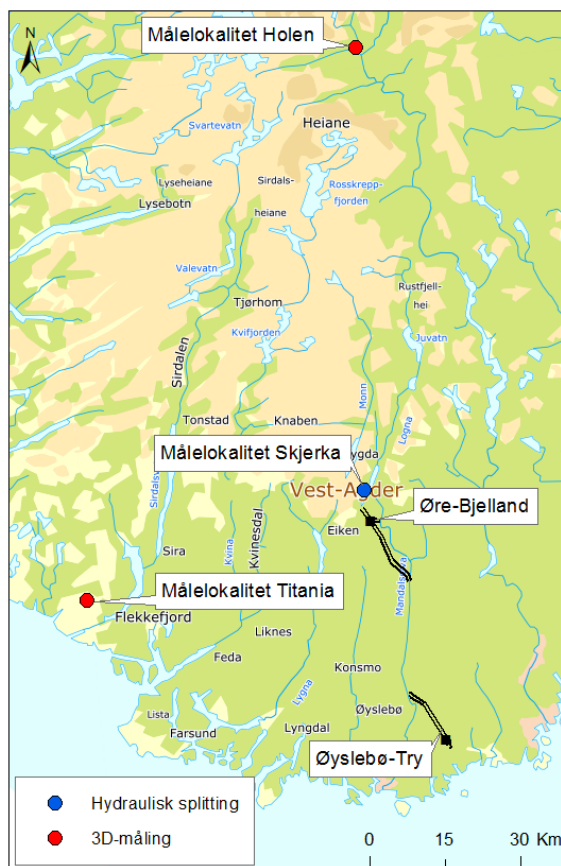 Målelokalitet Holen
N
Heiane
Svartevatn
Lyseheiane
Sirdals-
heiane
Rosskrepp-
fjorden
Lysebotn
Valevatn
Rustfjell-
hei
Tjørhom
Kvifjorden
Juvatn
Sirdalen
Monn
Logna
Tonstad
Knaben
Målelokalitet Skjerka
ygda
Vest-Agder
Øre-Bjelland
Sirdalsv
Eiken
Kvina
Kvinesdal
Sira
Målelokalitet Titania
Mandalselva
Flekkefjord
Liknes
Feda
Konsmo
Lygna
Lista
Øyslebø
Farsund
Lyngdal
Øyslebø-Try
Hydraulisk splitting
3D-måling
0 15 30 Km